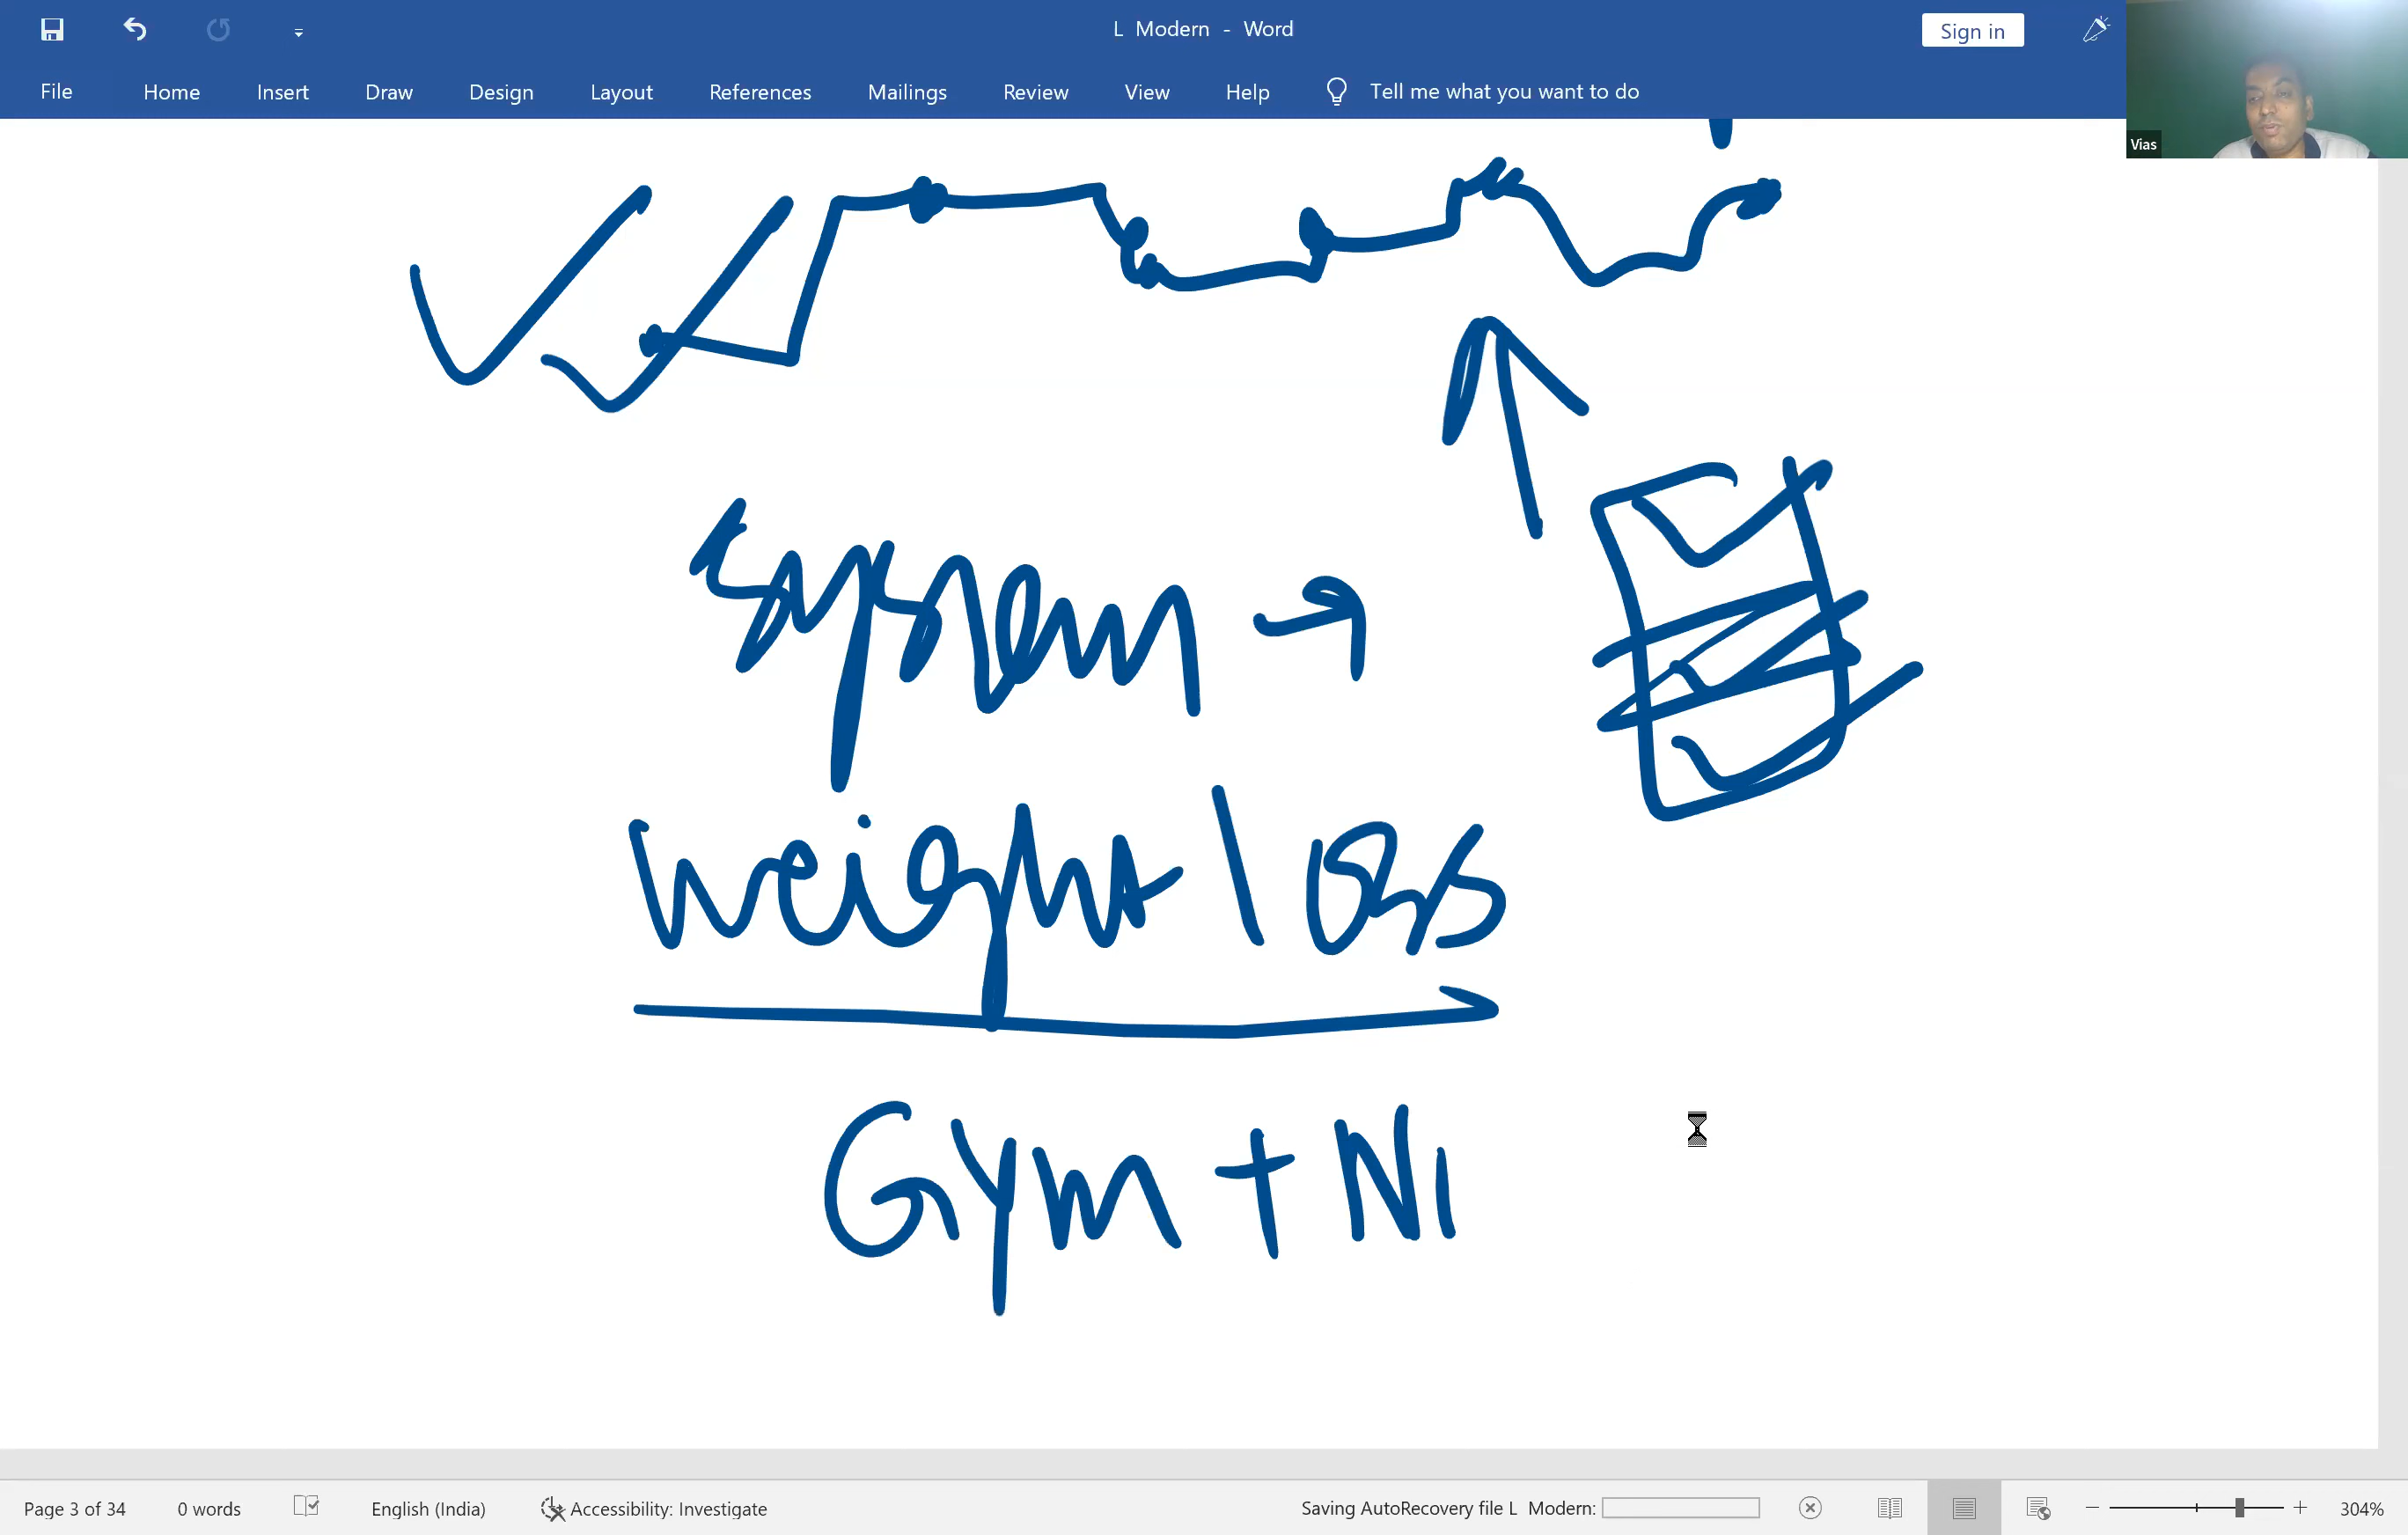 L Modern - Word
Sign in
File Home Insert Draw Design Layout References Mailings Review View Help Tell me what you want to do
Vias
system
weight loss
Gym + Ni
Page 3 of 34 0 words English (India) Accessibility: Investigate Saving AutoRecovery file L Modern: 304%